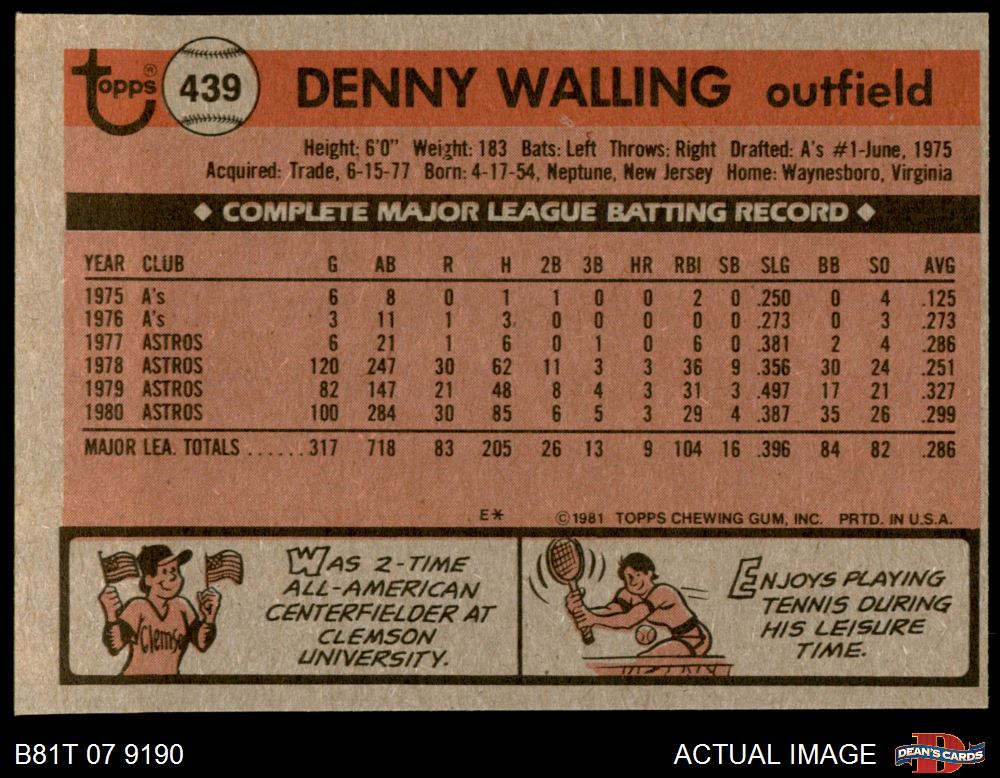 topps® 439 DENNY WALLING outfield
Height: 6'0" Weight: 183 Bats: Left Throws: Right Drafted: A's #1-June, 1975
Acquired: Trade, 6-15-77 Born: 4-17-54, Neptune, New Jersey Home: Waynesboro, Virginia
◆ COMPLETE MAJOR LEAGUE BATTING RECORD ◆
YEAR CLUB G AB R H 2B 3B HR RBI SB SLG BB SO AVG
1975 A's 6 8 0 1 1 0 0 2 0 .250 0 4 .125
1976 A's 3 11 1 3 0 0 0 0 0 .273 0 3 .273
1977 ASTROS 6 21 1 6 0 1 0 6 0 .381 2 4 .286
1978 ASTROS 120 247 30 62 11 3 3 36 9 .356 30 24 .251
1979 ASTROS 82 147 21 48 8 4 3 31 3 .497 17 21 .327
1980 ASTROS 100 284 30 85 6 5 3 29 4 .387 35 26 .299
MAJOR LEA. TOTALS ...... 317 718 83 205 26 13 9 104 16 .396 84 82 .286
E* ©1981 TOPPS CHEWING GUM, INC. PRTD. IN U.S.A.
Clemso
WAS 2-TIME
ALL-AMERICAN
CENTERFIELDER AT
CLEMSON
UNIVERSITY.
ENJOYS PLAYING
TENNIS DURING
HIS LEISURE
TIME.
B81T 07 9190 ACTUAL IMAGE DEAN'S CARDS